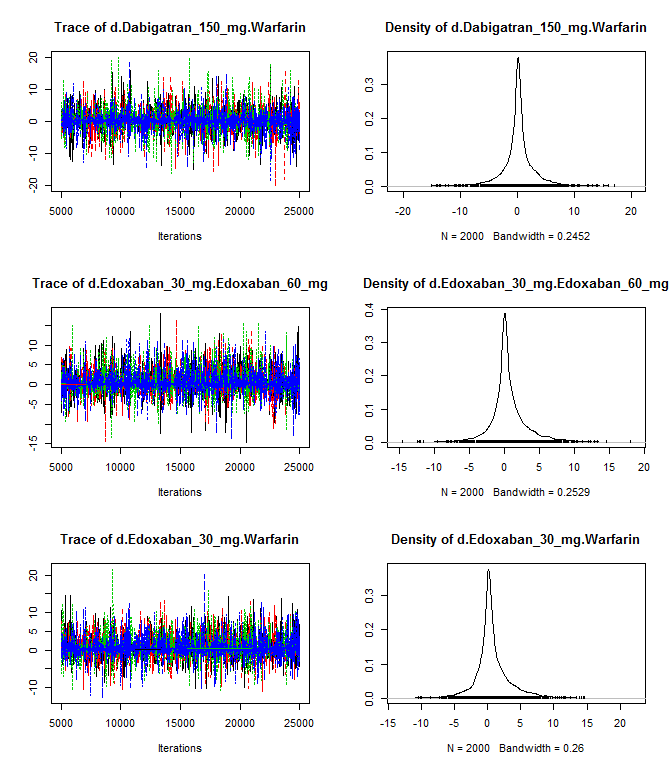 Trace of d.Dabigatran_150_mg.Warfarin
20
10
0
-10
-20
5000 10000 15000 20000 25000
Iterations
Density of d.Dabigatran_150_mg.Warfarin
0.3
0.2
0.1
0.0
-20 -10 0 10 20
N = 2000 Bandwidth = 0.2452
Trace of d.Edoxaban_30_mg.Edoxaban_60_mg
10
5
0
-5
-15
5000 10000 15000 20000 25000
Iterations
Density of d.Edoxaban_30_mg.Edoxaban_60_mg
0.4
0.3
0.2
0.1
0.0
-15 -10 -5 0 5 10 15 20
N = 2000 Bandwidth = 0.2529
Trace of d.Edoxaban_30_mg.Warfarin
20
10
5
0
-10
5000 10000 15000 20000 25000
Iterations
Density of d.Edoxaban_30_mg.Warfarin
0.3
0.2
0.1
0.0
-15 -10 -5 0 5 10 15 20
N = 2000 Bandwidth = 0.26